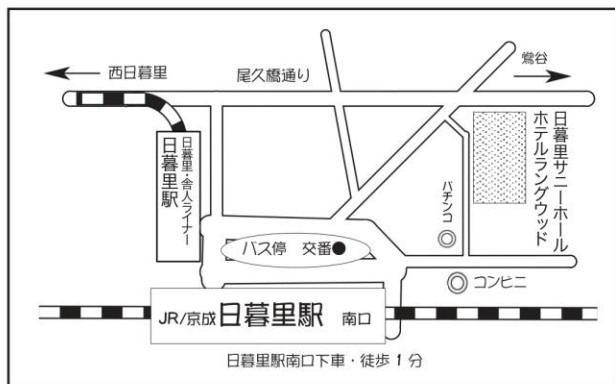 西日暮里
尾久橋通り
鶯谷
日暮里・舎人ライナー
日暮里駅
日暮里サニーホール
ホテルラングウッド
パチンコ
バス停 交番
コンビニ
JR/京成日暮里駅 南口
日暮里駅南口下車・徒歩1分